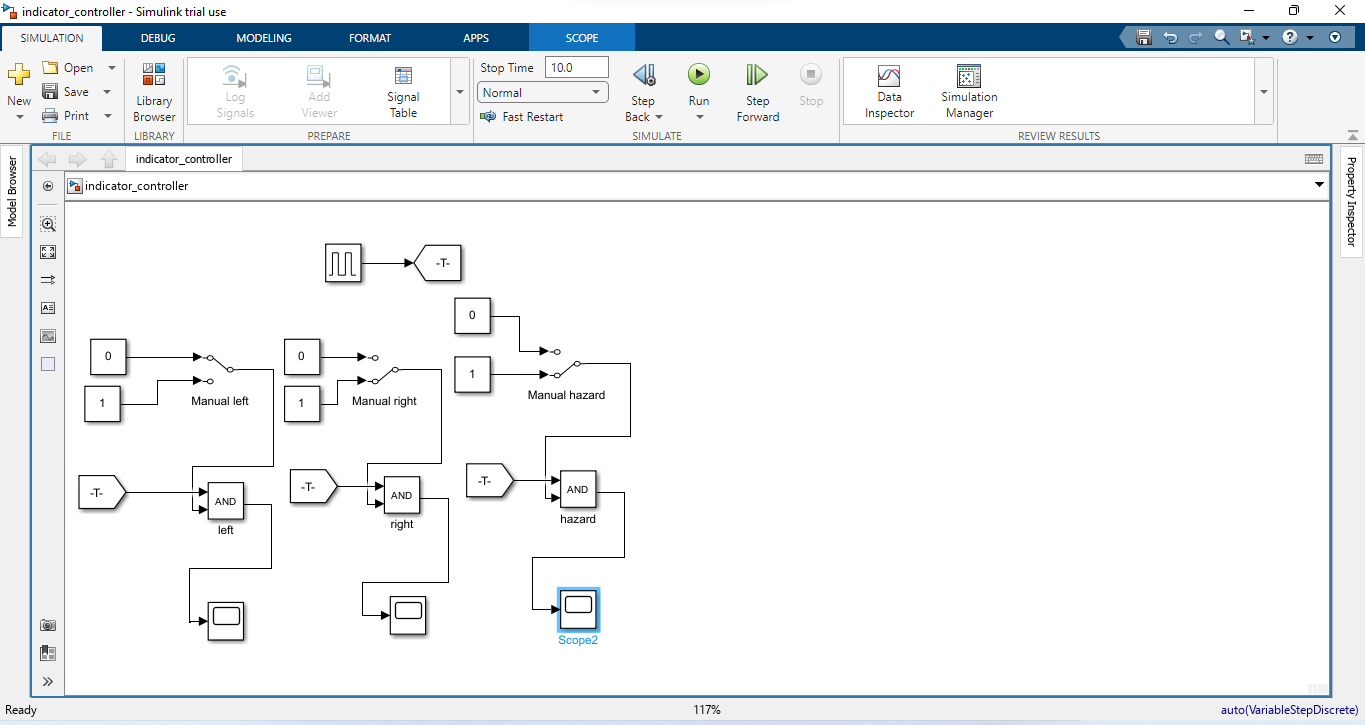 indicator_controller - Simulink trial use
SIMULATION DEBUG MODELING FORMAT APPS SCOPE
New
Open
Save
Print
FILE
Library
Browser
LIBRARY
Log
Signals
Add
Viewer
Signal
Table
PREPARE
Stop Time 10.0
Normal
Fast Restart
Step
Back
Run
Step
Forward
Stop
SIMULATE
Data
Inspector
Simulation
Manager
REVIEW RESULTS
Model Browser
indicator_controller
indicator_controller
Property Inspector
-T-
0
1
Manual hazard
0
1
Manual left
0
1
Manual right
-T-
AND
left
-T-
AND
right
-T-
AND
hazard
Scope2
Ready
117%
auto(VariableStepDiscrete)